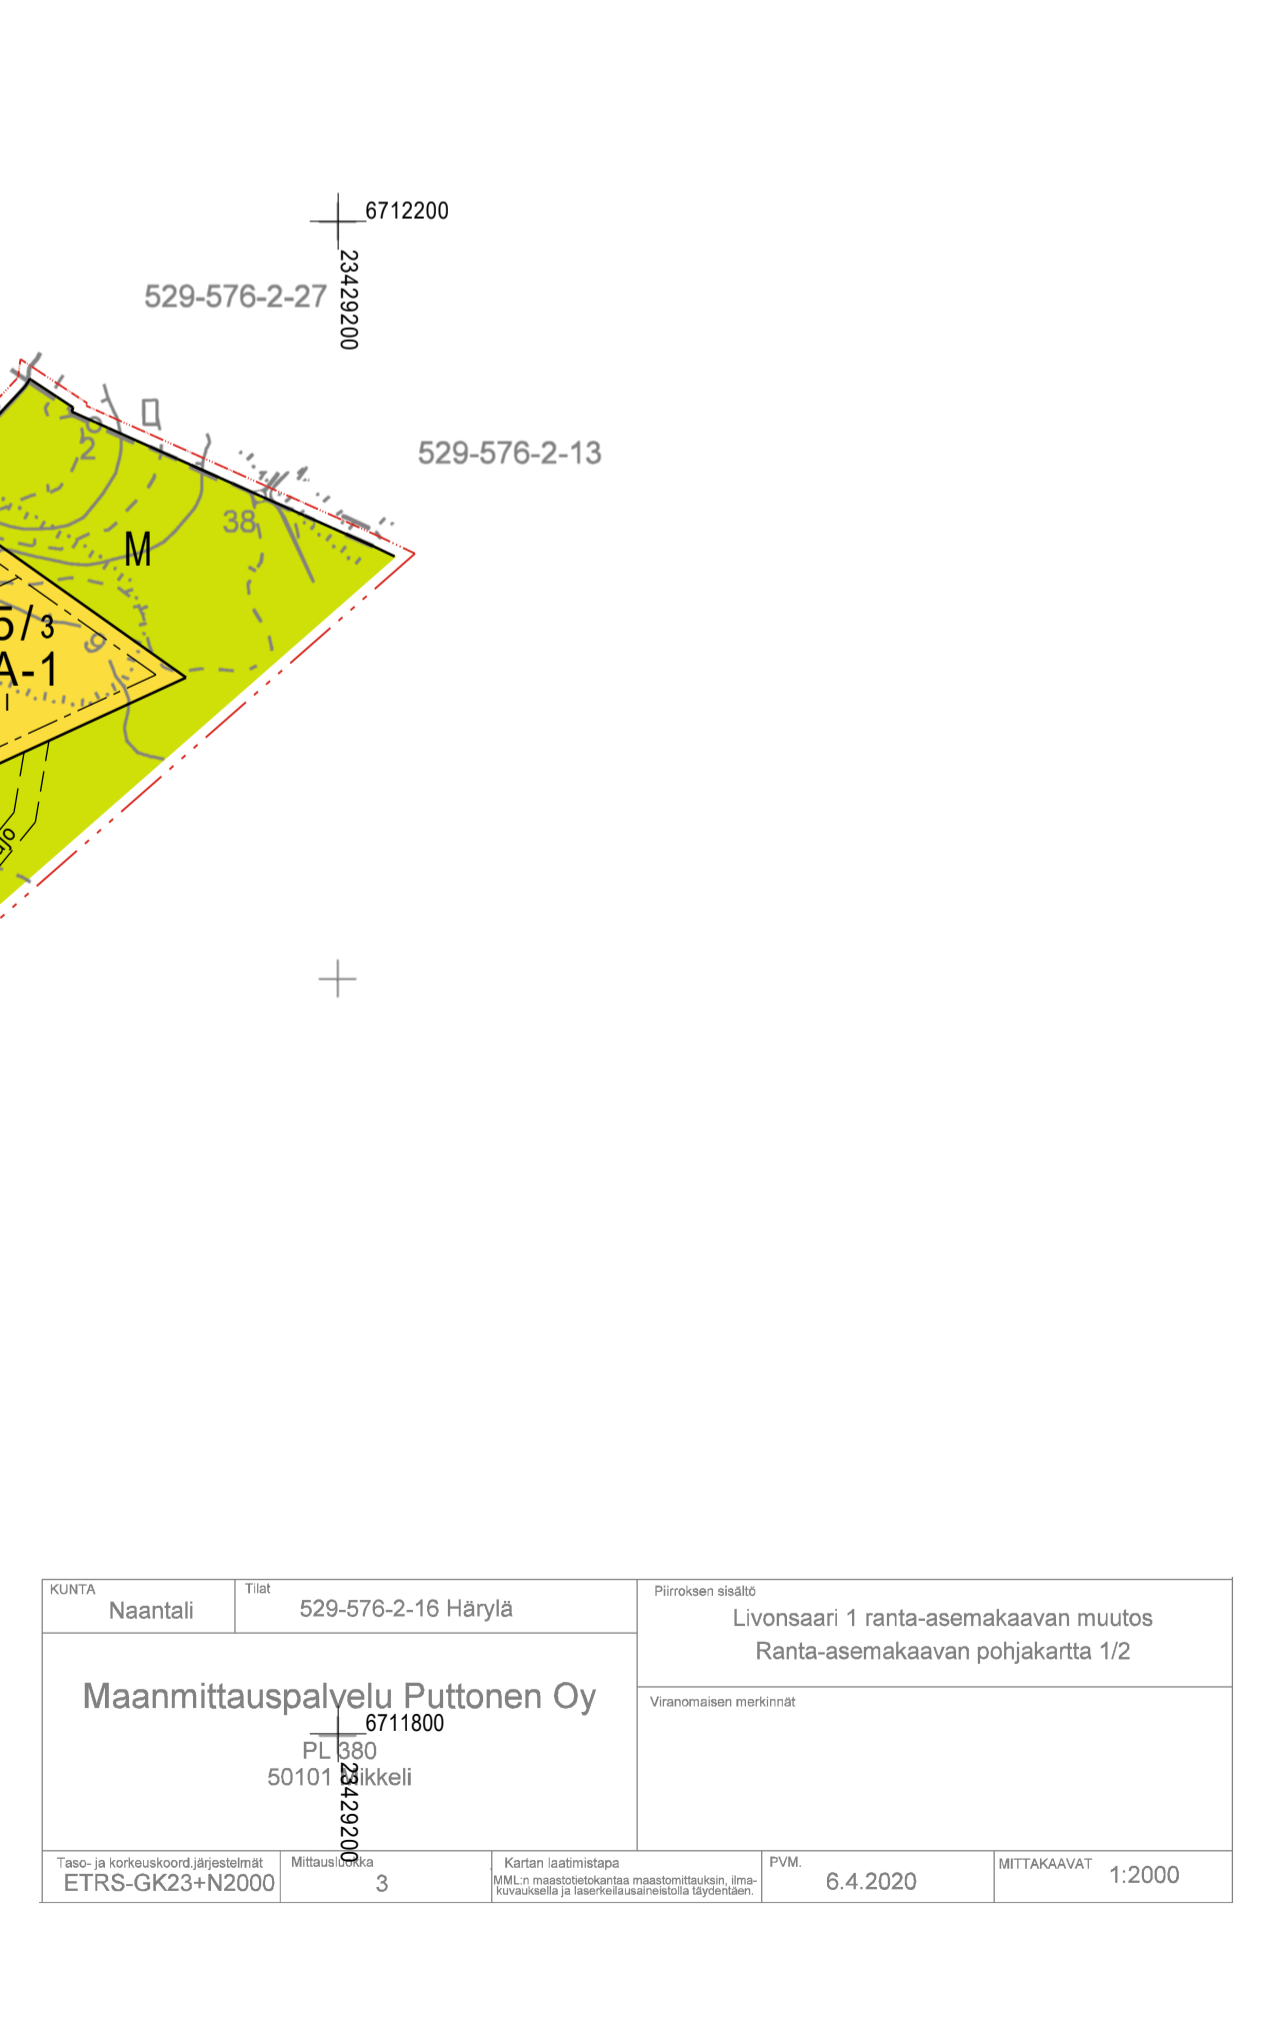 6712200
23429200
529-576-2-27
529-576-2-13
2
38
M
5/3
9
A-1
I
KUNTA
Naantali
Tilat
529-576-2-16 Härylä
Piirroksen sisältö
Livonsaari 1 ranta-asemakaavan muutos
Ranta-asemakaavan pohjakartta 1/2
Maanmittauspalvelu Puttonen Oy
6711800
23429200
PL 380
50101 Mikkeli
Viranomaisen merkinnät
Taso- ja korkeuskoord.järjestelmät
ETRS-GK23+N2000
Mittausluokka
3
Kartan laatimistapa
MML:n maastotietokantaa maastomittauksin, ilma-
kuvauksella ja laserkeilausaineistolla täydentäen.
PVM.
6.4.2020
MITTAKAAVAT
1:2000